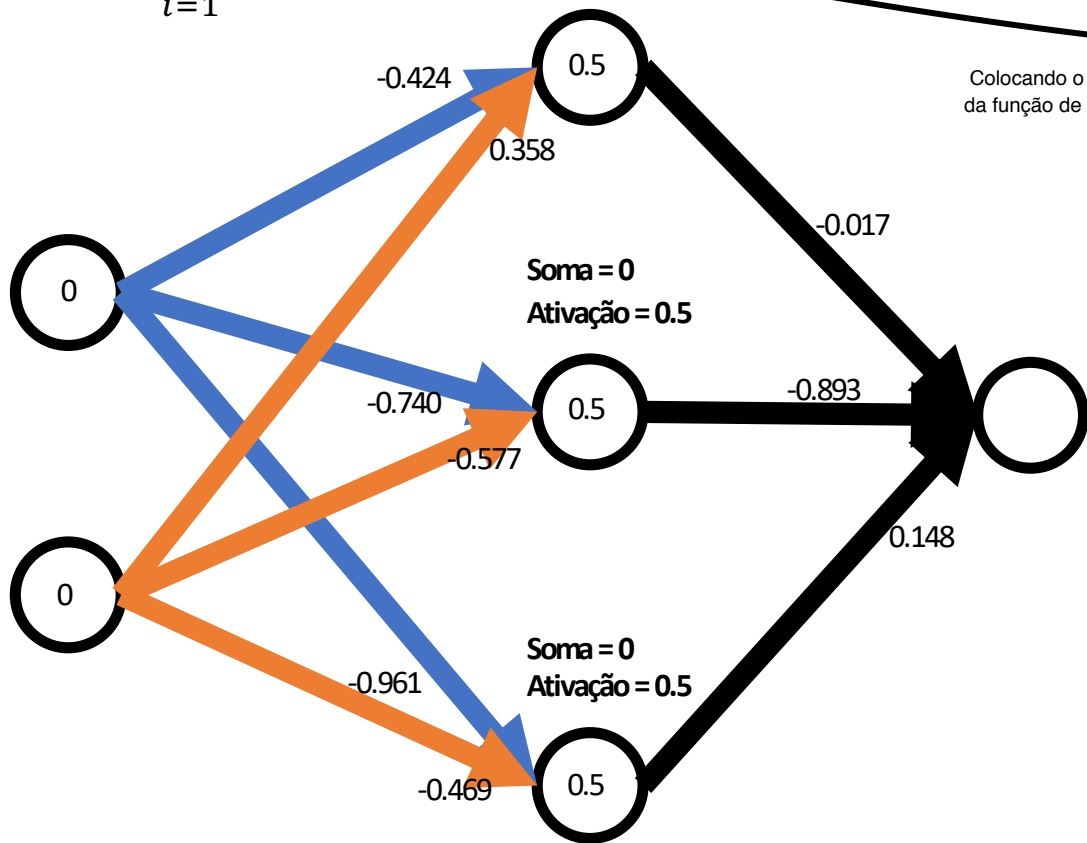 i=1
-0.424
0.5
Colocando o
da função de
0.358
-0.017
Soma = 0
Ativação = 0.5
0
-0.740
0.5
-0.893
-0.577
0.148
0
Soma = 0
Ativação = 0.5
-0.961
-0.469
0.5